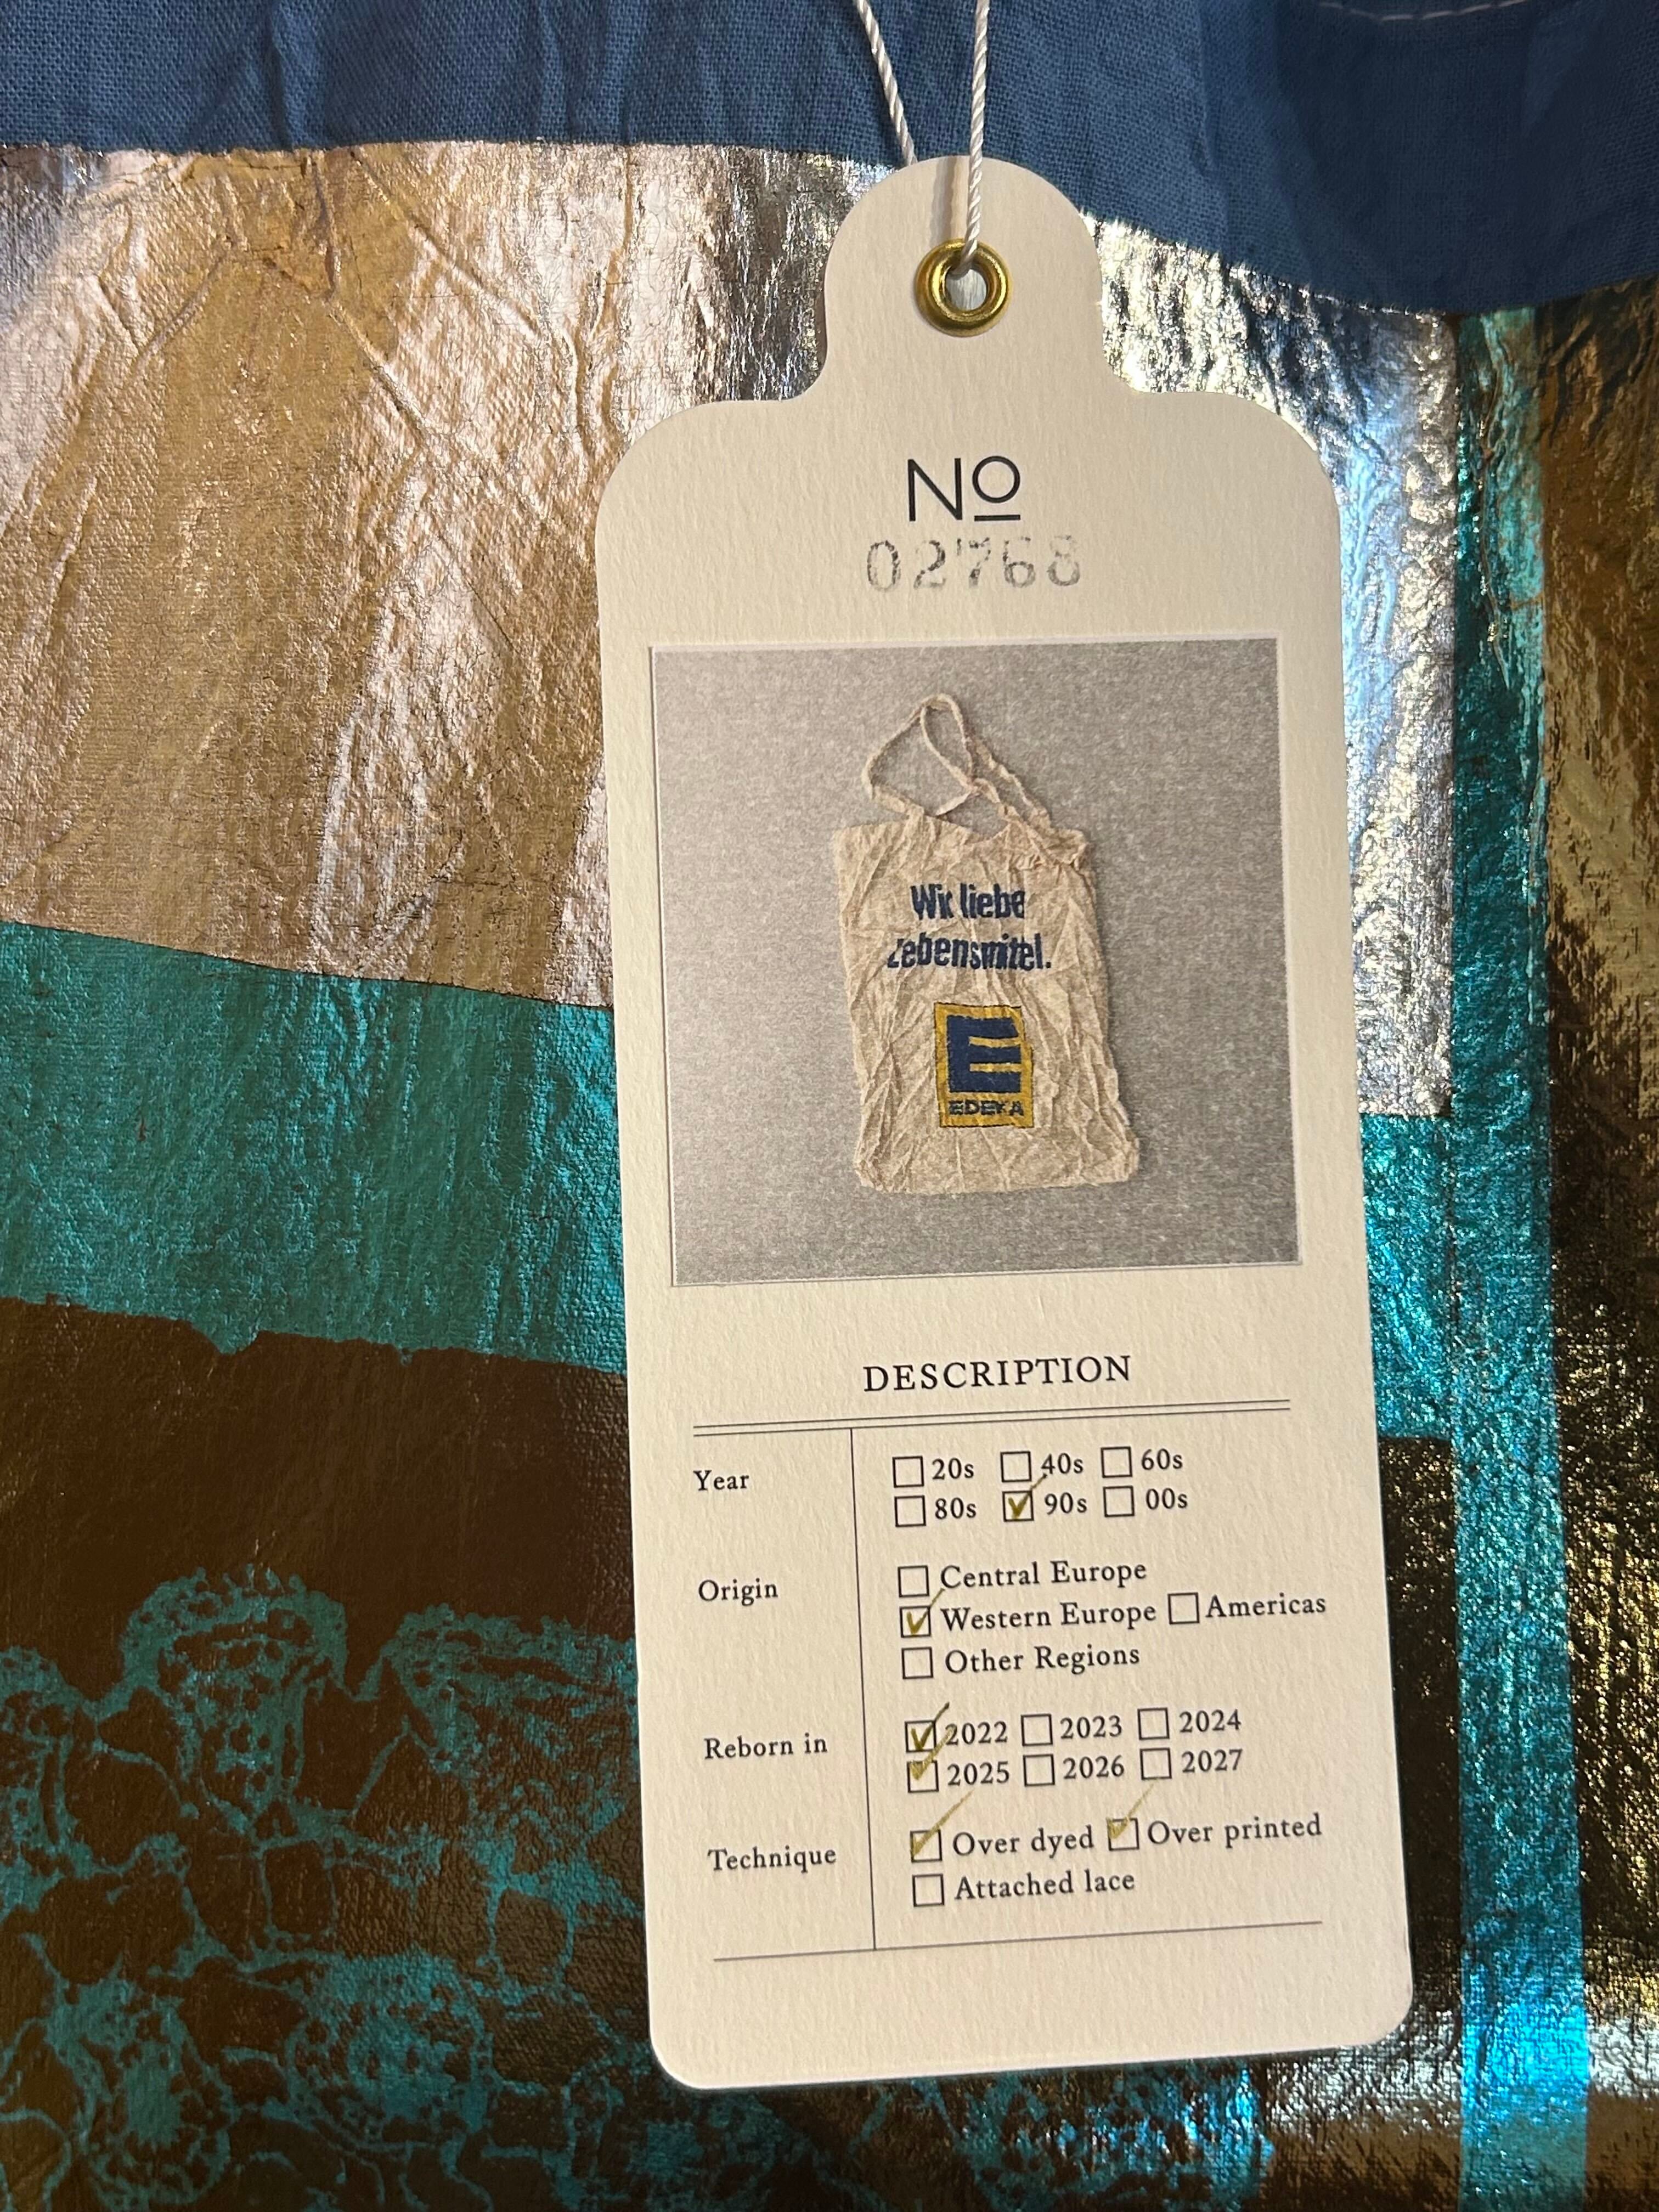 No
02768
Wir liebe
Lebensmittel.
E
EDEKA
DESCRIPTION
Year
☐ 20s ☐ 40s ☐ 60s
☐ 80s ☑ 90s ☐ 00s
Origin
☐ Central Europe
☑ Western Europe ☐ Americas
☐ Other Regions
Reborn in
☑ 2022 ☐ 2023 ☐ 2024
☑ 2025 ☐ 2026 ☐ 2027
Technique
☑ Over dyed ☑ Over printed
☐ Attached lace